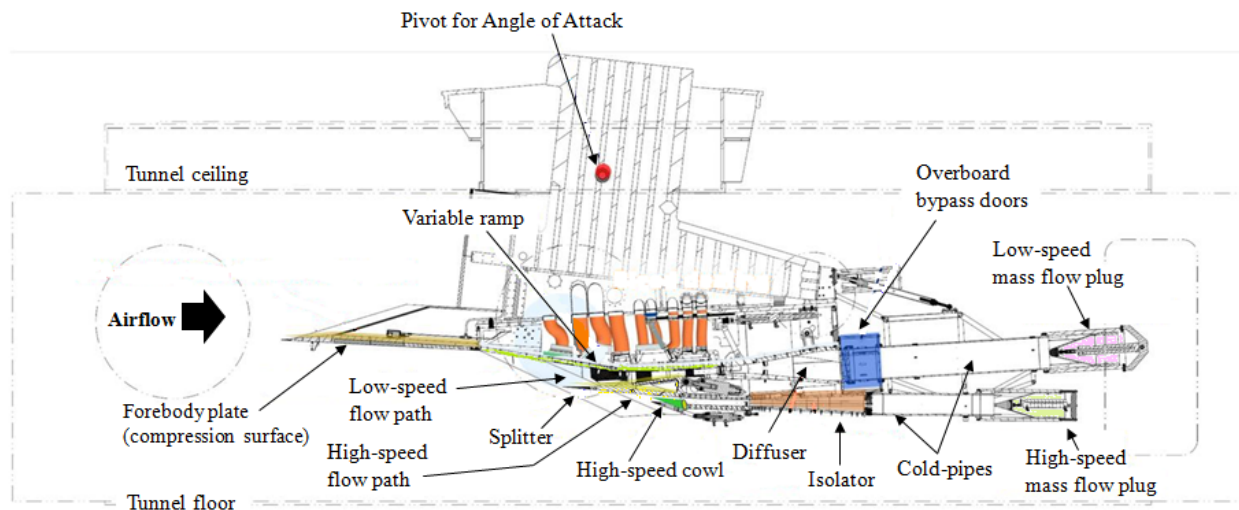 Pivot for Angle of Attack
Tunnel ceiling
Overboard
bypass doors
Variable ramp
Low-speed
mass flow plug
Airflow
Low-speed
flow path
Forebody plate
(compression surface)
Splitter
High-speed
flow path
High-speed cowl
Diffuser
Isolator
Cold-pipes
High-speed
mass flow plug
Tunnel floor